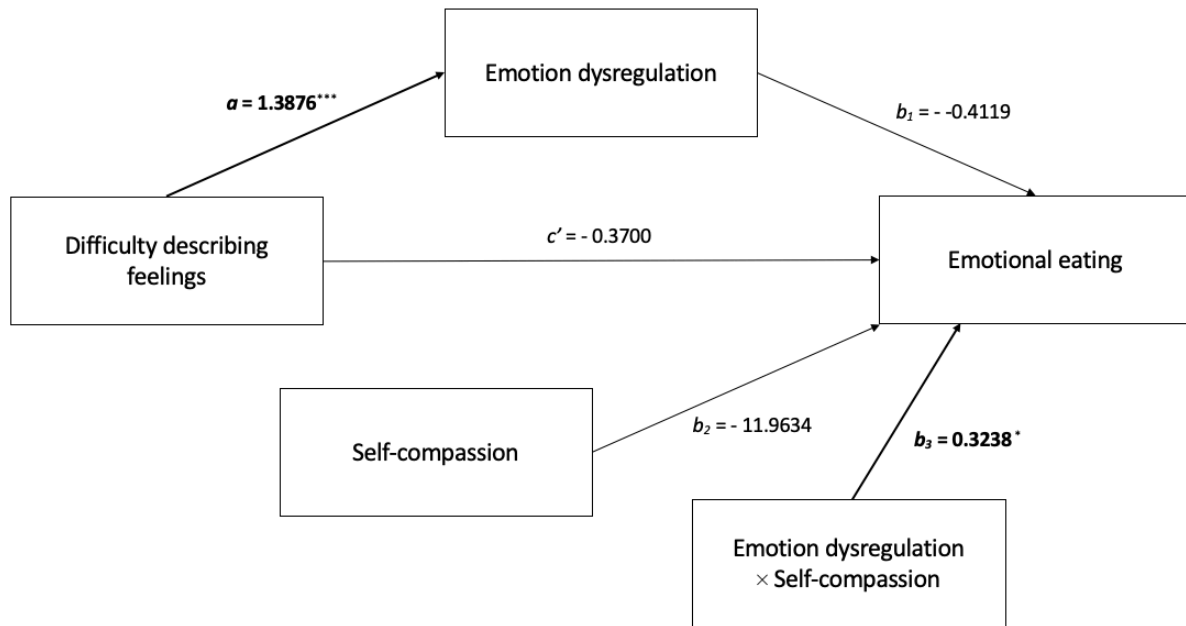 Emotion dysregulation
a = 1.3876***
b₁ = - -0.4119
Difficulty describing
feelings
c’ = - 0.3700
Emotional eating
Self-compassion
b₂ = - 11.9634
b₃ = 0.3238*
Emotion dysregulation
× Self-compassion